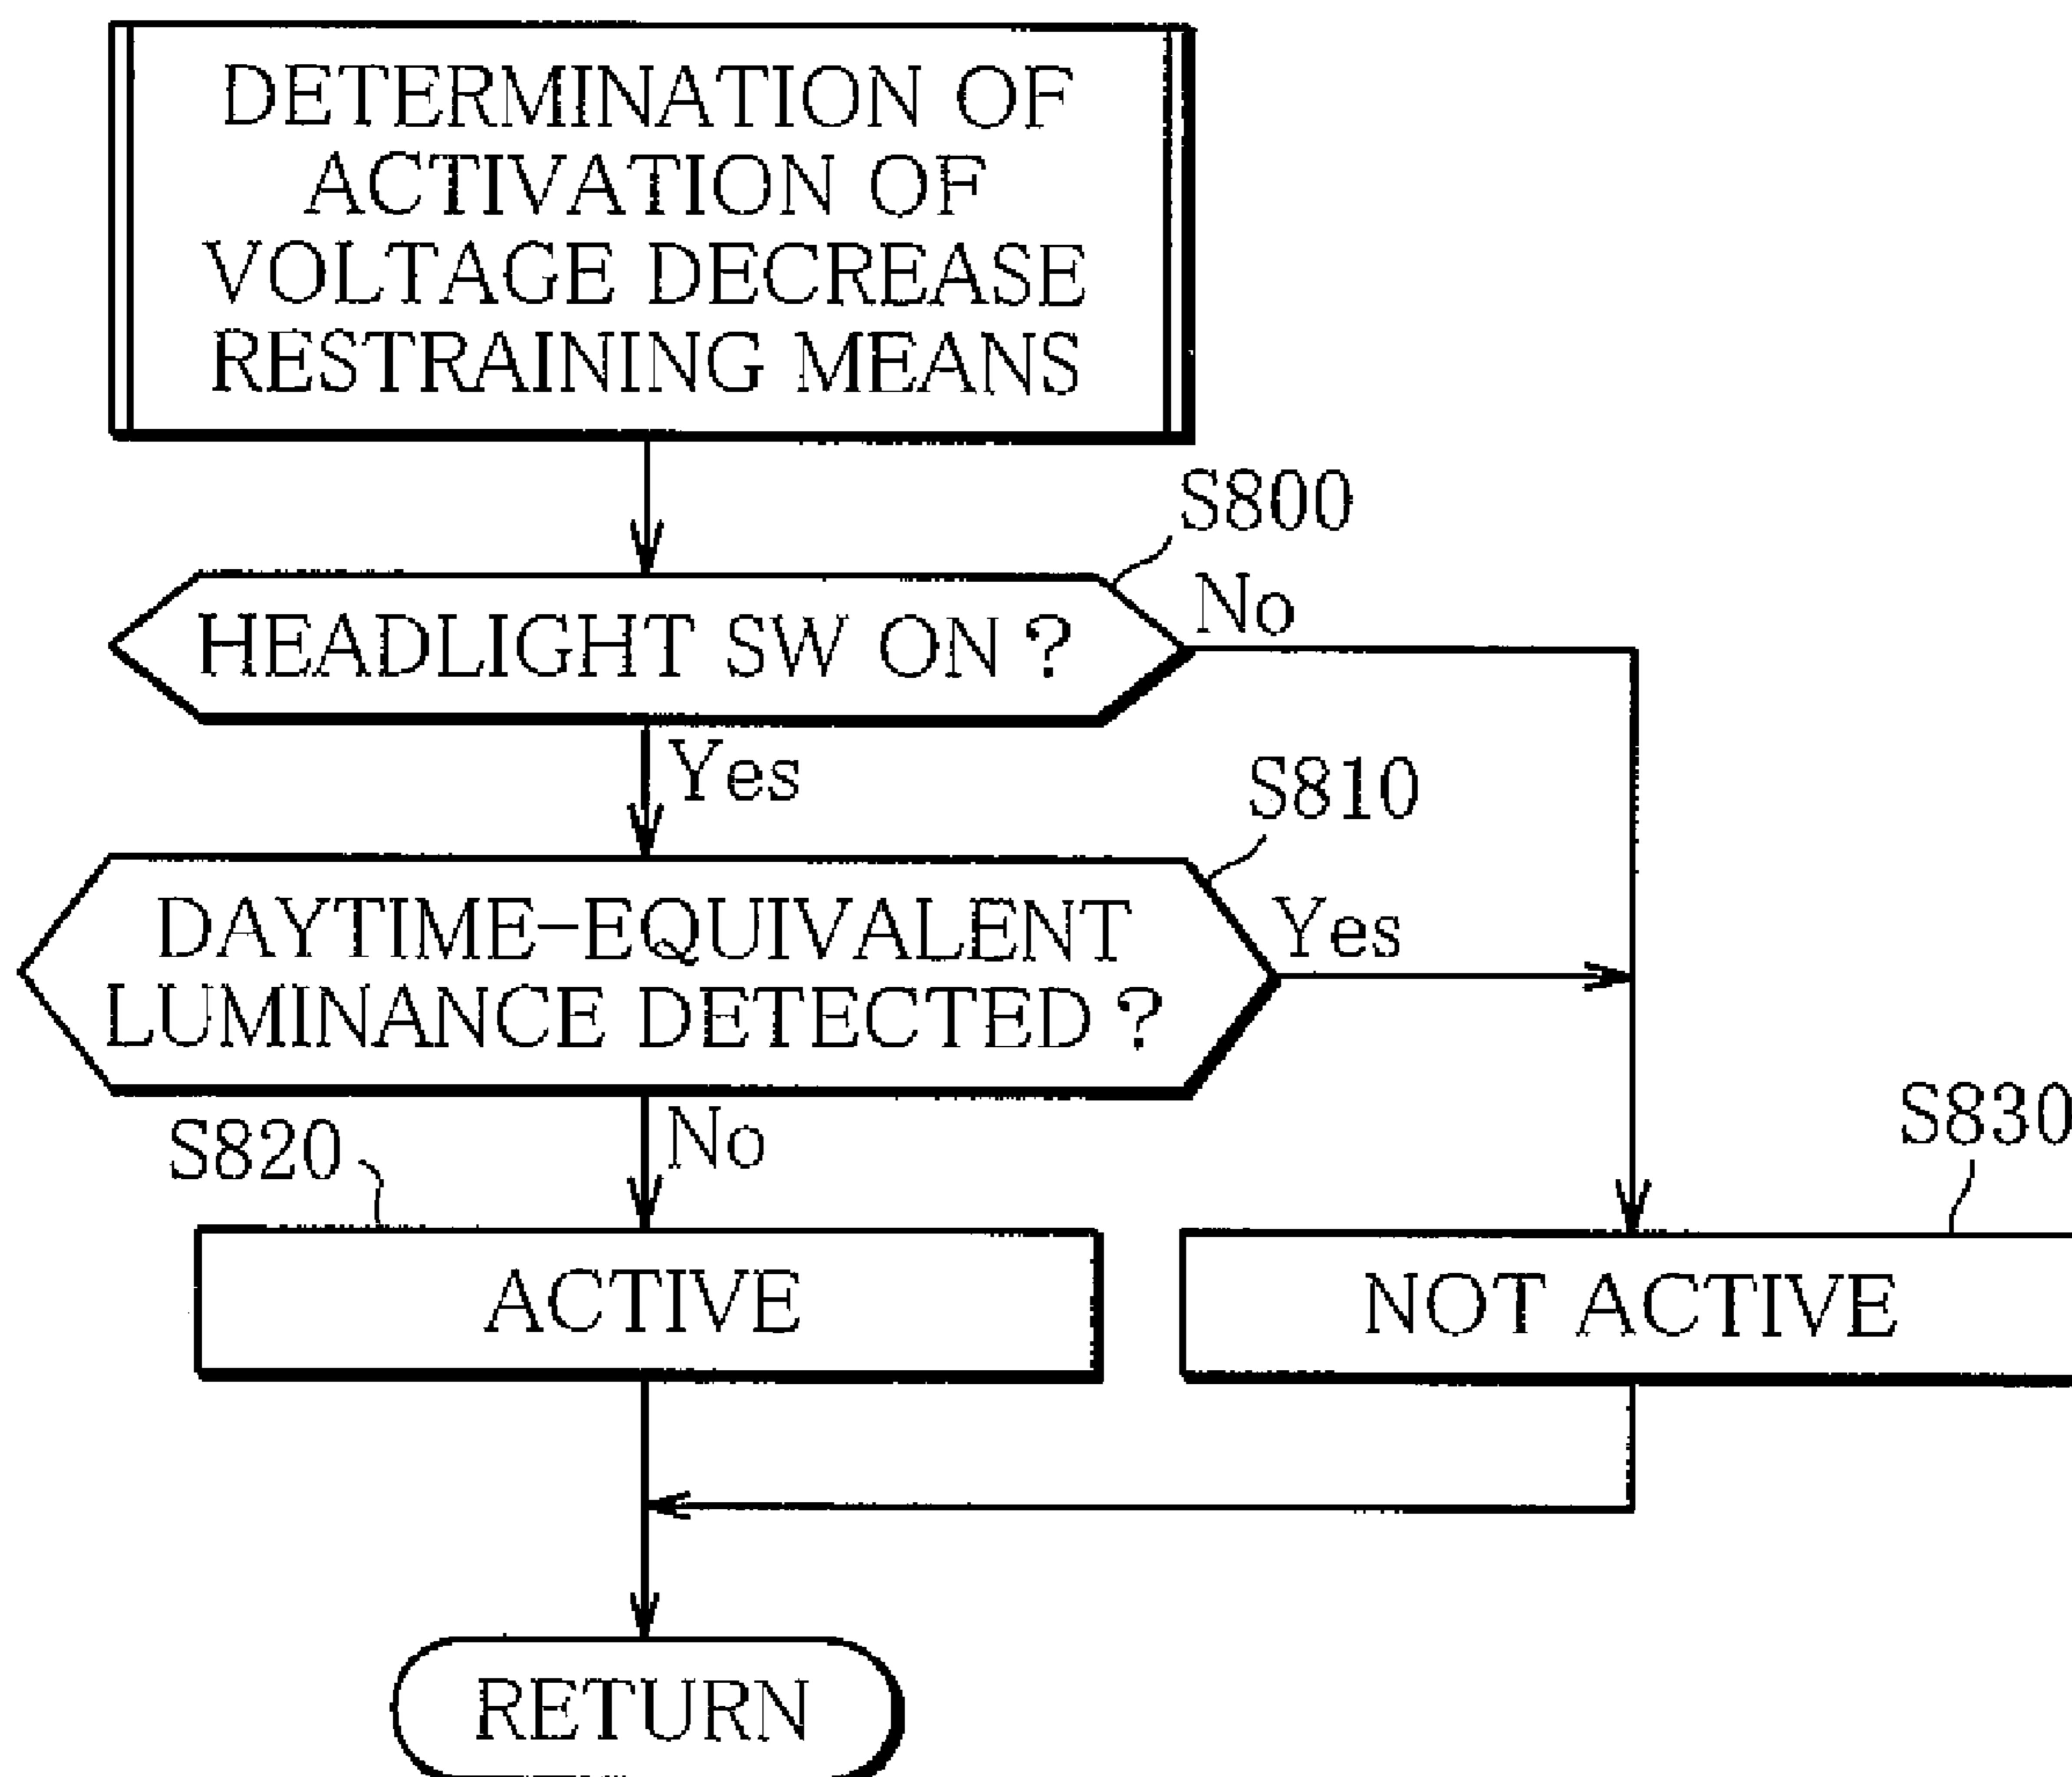 DETERMINATION OF
ACTIVATION OF
VOLTAGE DECREASE
RESTRAINING MEANS
S800
HEADLIGHT SW ON ?
No
Yes
S810
DAYTIME-EQUIVALENT
LUMINANCE DETECTED ?
Yes
No
S820
ACTIVE
S830
NOT ACTIVE
RETURN